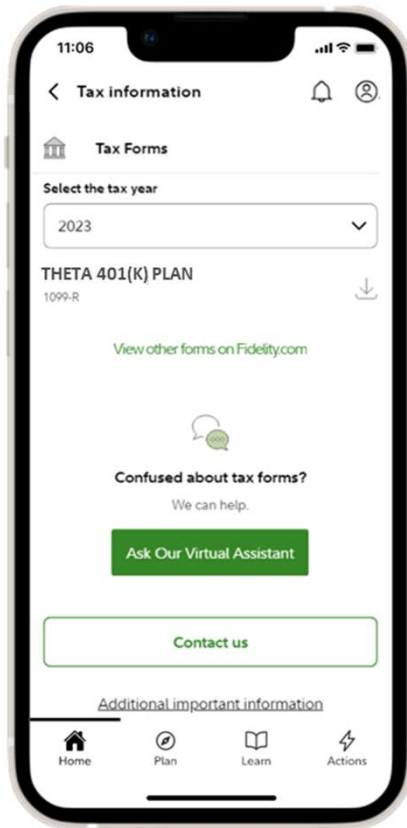 11:06
Tax information
Tax Forms
Select the tax year
2023
THETA 401(K) PLAN
1099-R
View other forms on Fidelity.com
Confused about tax forms?
We can help.
Ask Our Virtual Assistant
Contact us
Additional important information
Home Plan Learn Actions